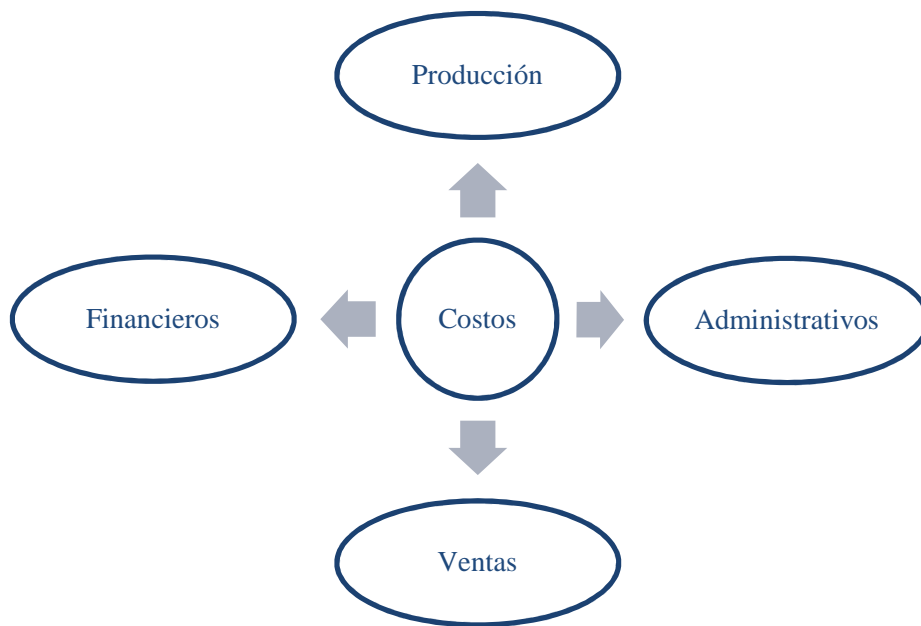 Producción
Financieros
Costos
Administrativos
Ventas